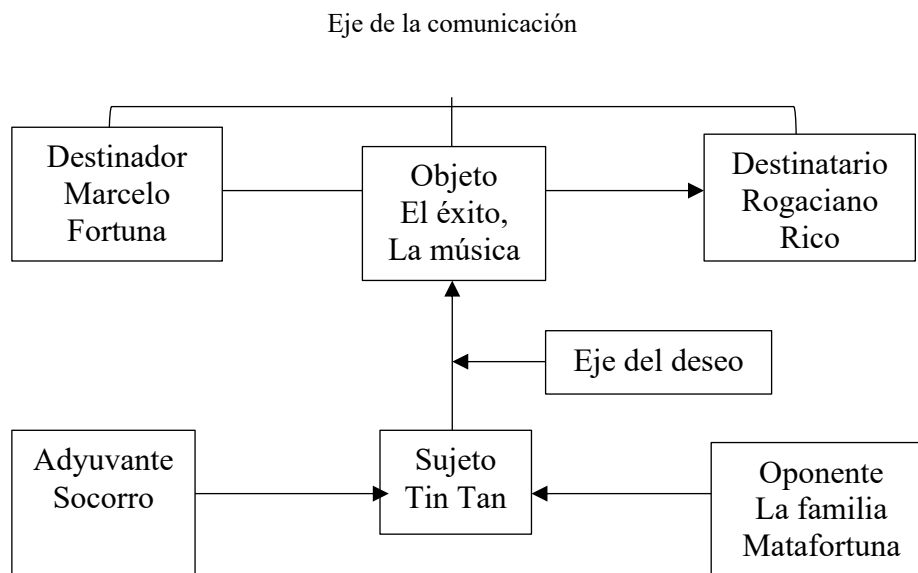 Eje de la comunicación
Destinador
Marcelo
Fortuna
Objeto
El éxito,
La música
Destinatario
Rogaciano
Rico
Eje del deseo
Adyuvante
Socorro
Sujeto
Tin Tan
Oponente
La familia
Matafortuna